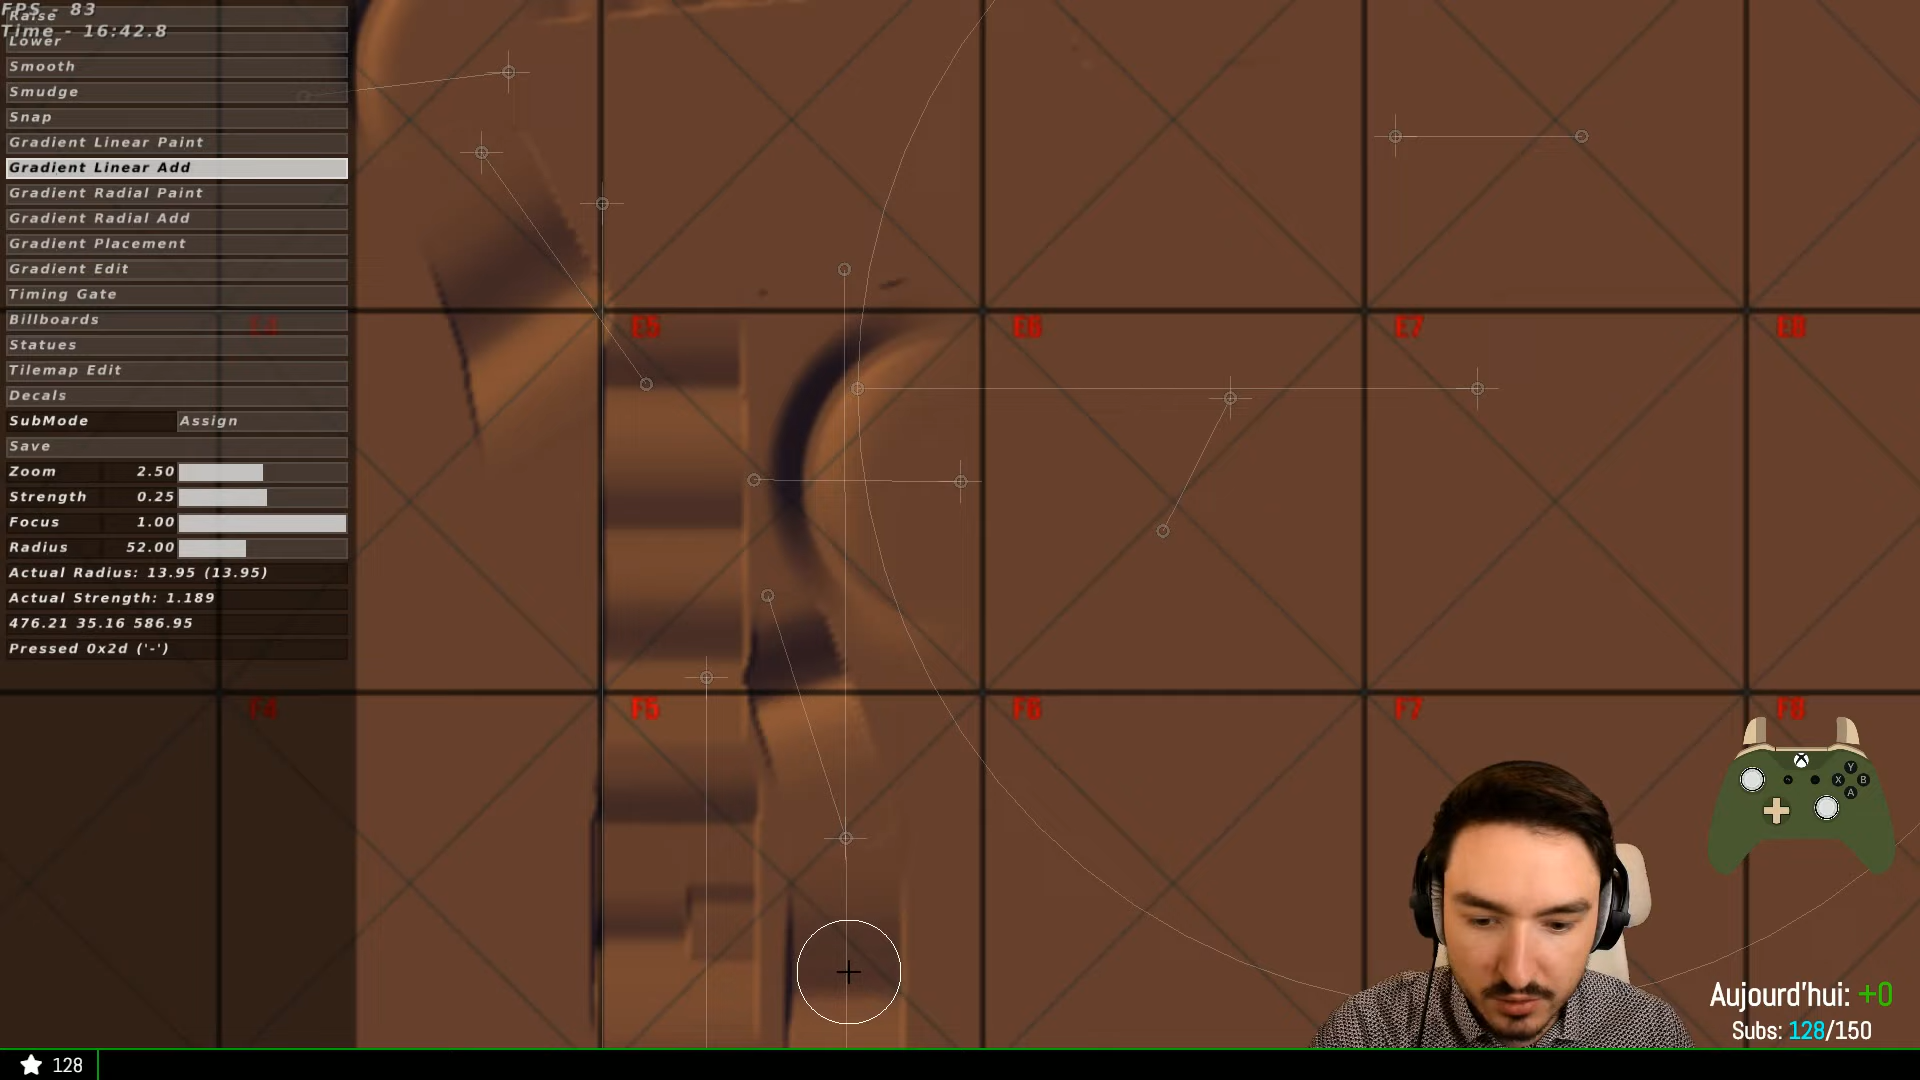 FPS - 83
Raise
Time - 16:42.8
Lower
Smooth
Smudge
Snap
Gradient Linear Paint
Gradient Linear Add
Gradient Radial Paint
Gradient Radial Add
Gradient Placement
Gradient Edit
Timing Gate
Billboards
Statues
Tilemap Edit
Decals
SubMode Assign
Save
Zoom 2.50
Strength 0.25
Focus 1.00
Radius 52.00
Actual Radius: 13.95 (13.95)
Actual Strength: 1.189
476.21 35.16 586.95
Pressed 0x2d ('-')
E4 E5 E6 E7 E8
F4 F5 F6 F7 F8
Y
X B
A
Aujourd'hui: +0
Subs: 128/150
128